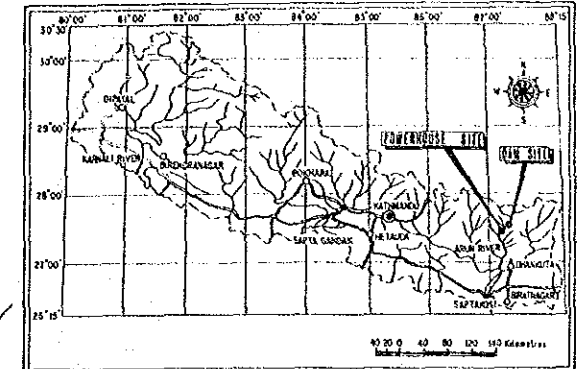 80°00' 81°00' 82°00' 83°00' 84°00' 85°00' 86°00' 87°00' 88°15'
30°30'
30°00'
N
W E
S
DIPAYAL
29°00'
POWERHOUSE SITE
DAM SITE
KARNALI RIVER
BIRENDRANAGAR
POKHARA
28°00'
KATHMANDU
SAPTA GANDAKI
HETAUDA
ARUN RIVER
DHANKUTA
27°00'
BIRATNAGAR
SAPTAKOSI
26°15'
40 20 0 40 80 120 160 Kilometres